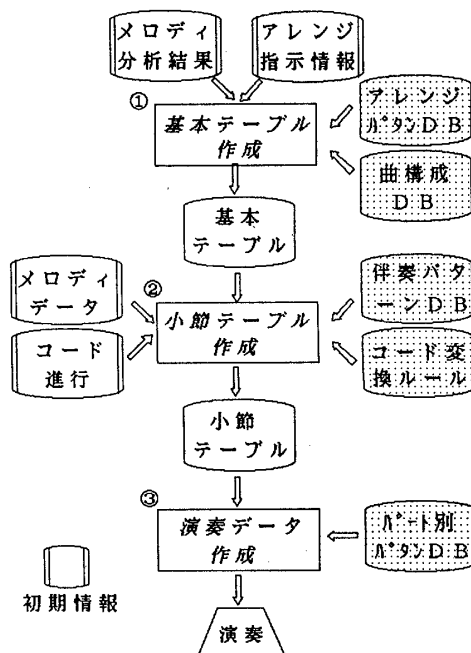 メロディ
分析結果
アレンジ
指示情報
①
基本テーブル
作成
アレンジ
ﾊﾟﾀﾝＤＢ
曲構成
ＤＢ
基本
テーブル
メロディ
データ
コード
進行
②
小節テーブル
作成
伴奏パタ
ーンＤＢ
コード変
換ルール
小節
テーブル
③
演奏データ
作成
ﾊﾟｰﾄ別
ﾊﾟﾀﾝＤＢ
初期情報
演奏